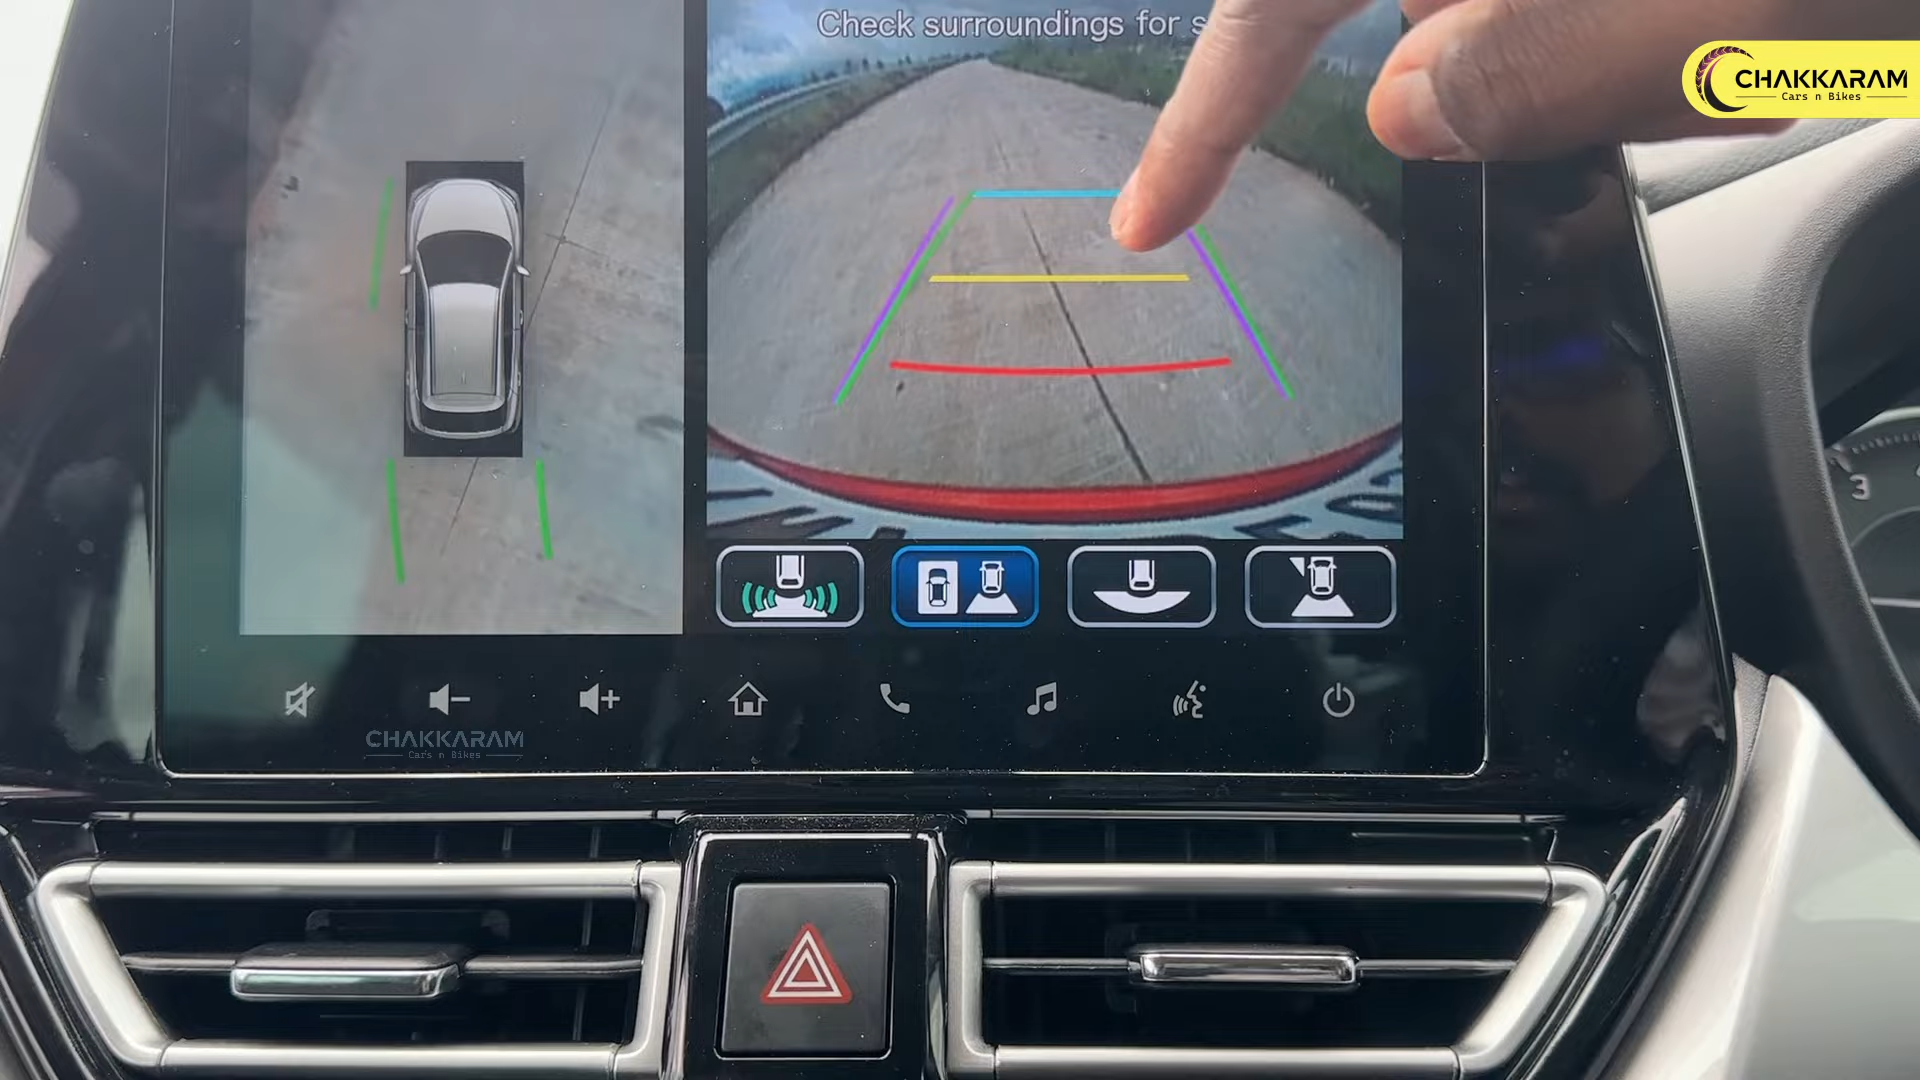 Check surroundings for s
CHAKKARAM
Cars n Bikes
3
CHAKKARAM
Cars n Bikes